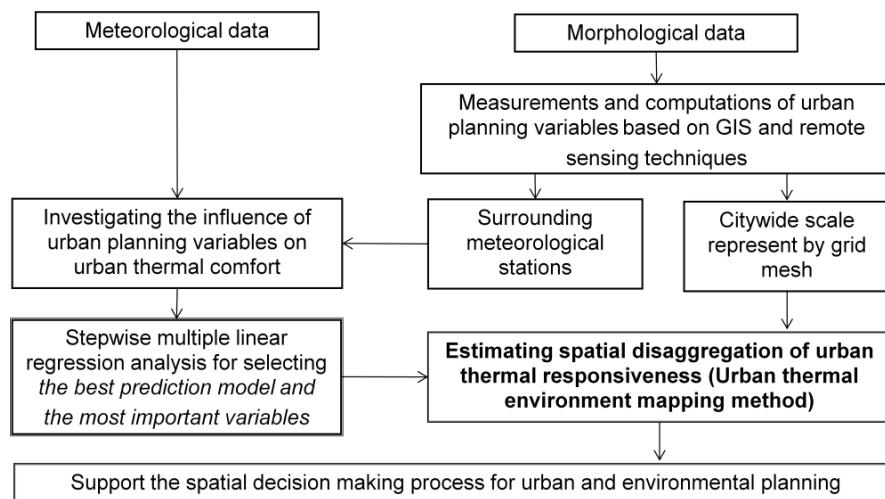 Meteorological data
Morphological data
Measurements and computations of urban
planning variables based on GIS and remote
sensing techniques
Investigating the influence of
urban planning variables on
urban thermal comfort
Surrounding
meteorological
stations
Citywide scale
represent by grid
mesh
Stepwise multiple linear
regression analysis for selecting
the best prediction model and
the most important variables
Estimating spatial disaggregation of urban
thermal responsiveness (Urban thermal
environment mapping method)
Support the spatial decision making process for urban and environmental planning